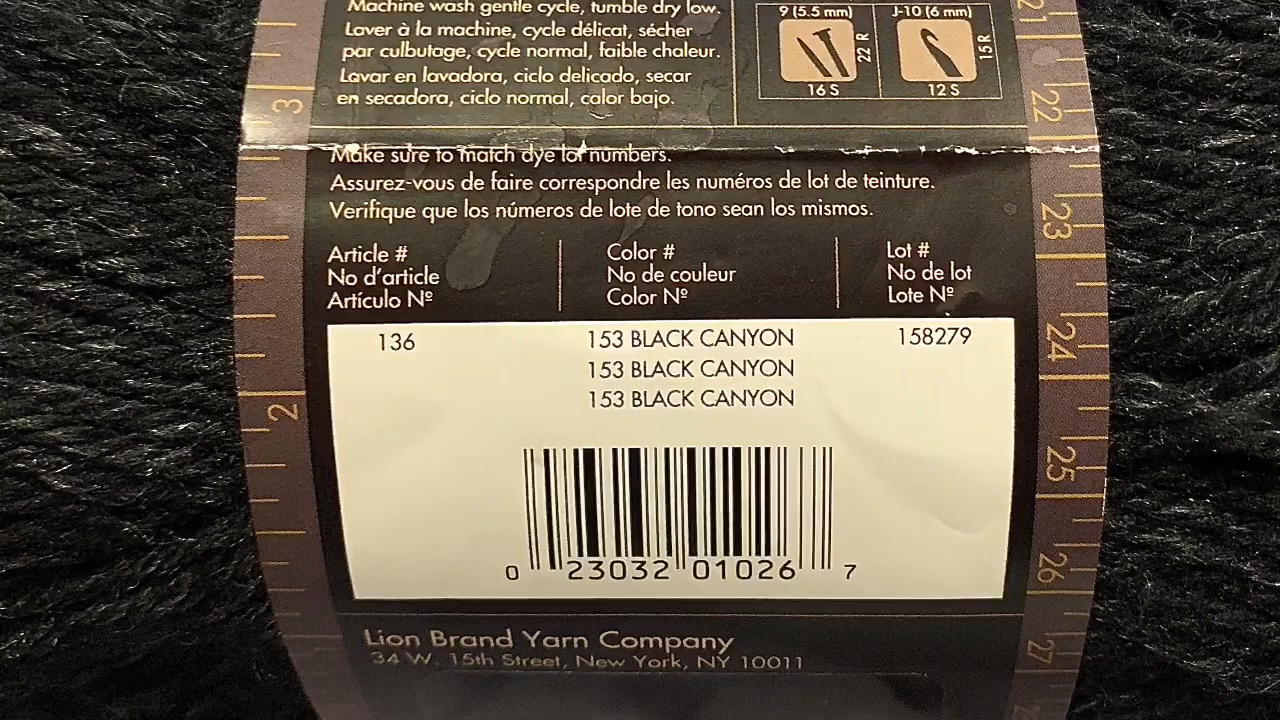 Machine wash gentle cycle, tumble dry low.
Laver à la machine, cycle délicat, sécher
par culbutage, cycle normal, faible chaleur.
Lavar en lavadora, ciclo delicado, secar
en secadora, ciclo normal, calor bajo.
9 (5.5 mm)
22 R
16 S
J-10 (6 mm)
15 R
12 S
Make sure to match dye lot numbers.
Assurez-vous de faire correspondre les numéros de lot de teinture.
Verifique que los números de lote de tono sean los mismos.
Article #
No d'article
Artículo Nº
Color #
No de couleur
Color Nº
Lot #
No de lot
Lote Nº
136
153 BLACK CANYON
153 BLACK CANYON
153 BLACK CANYON
158279
0 23032 01026 7
Lion Brand Yarn Company
34 W. 15th Street, New York, NY 10011
3
2
21
22
23
24
25
26
27